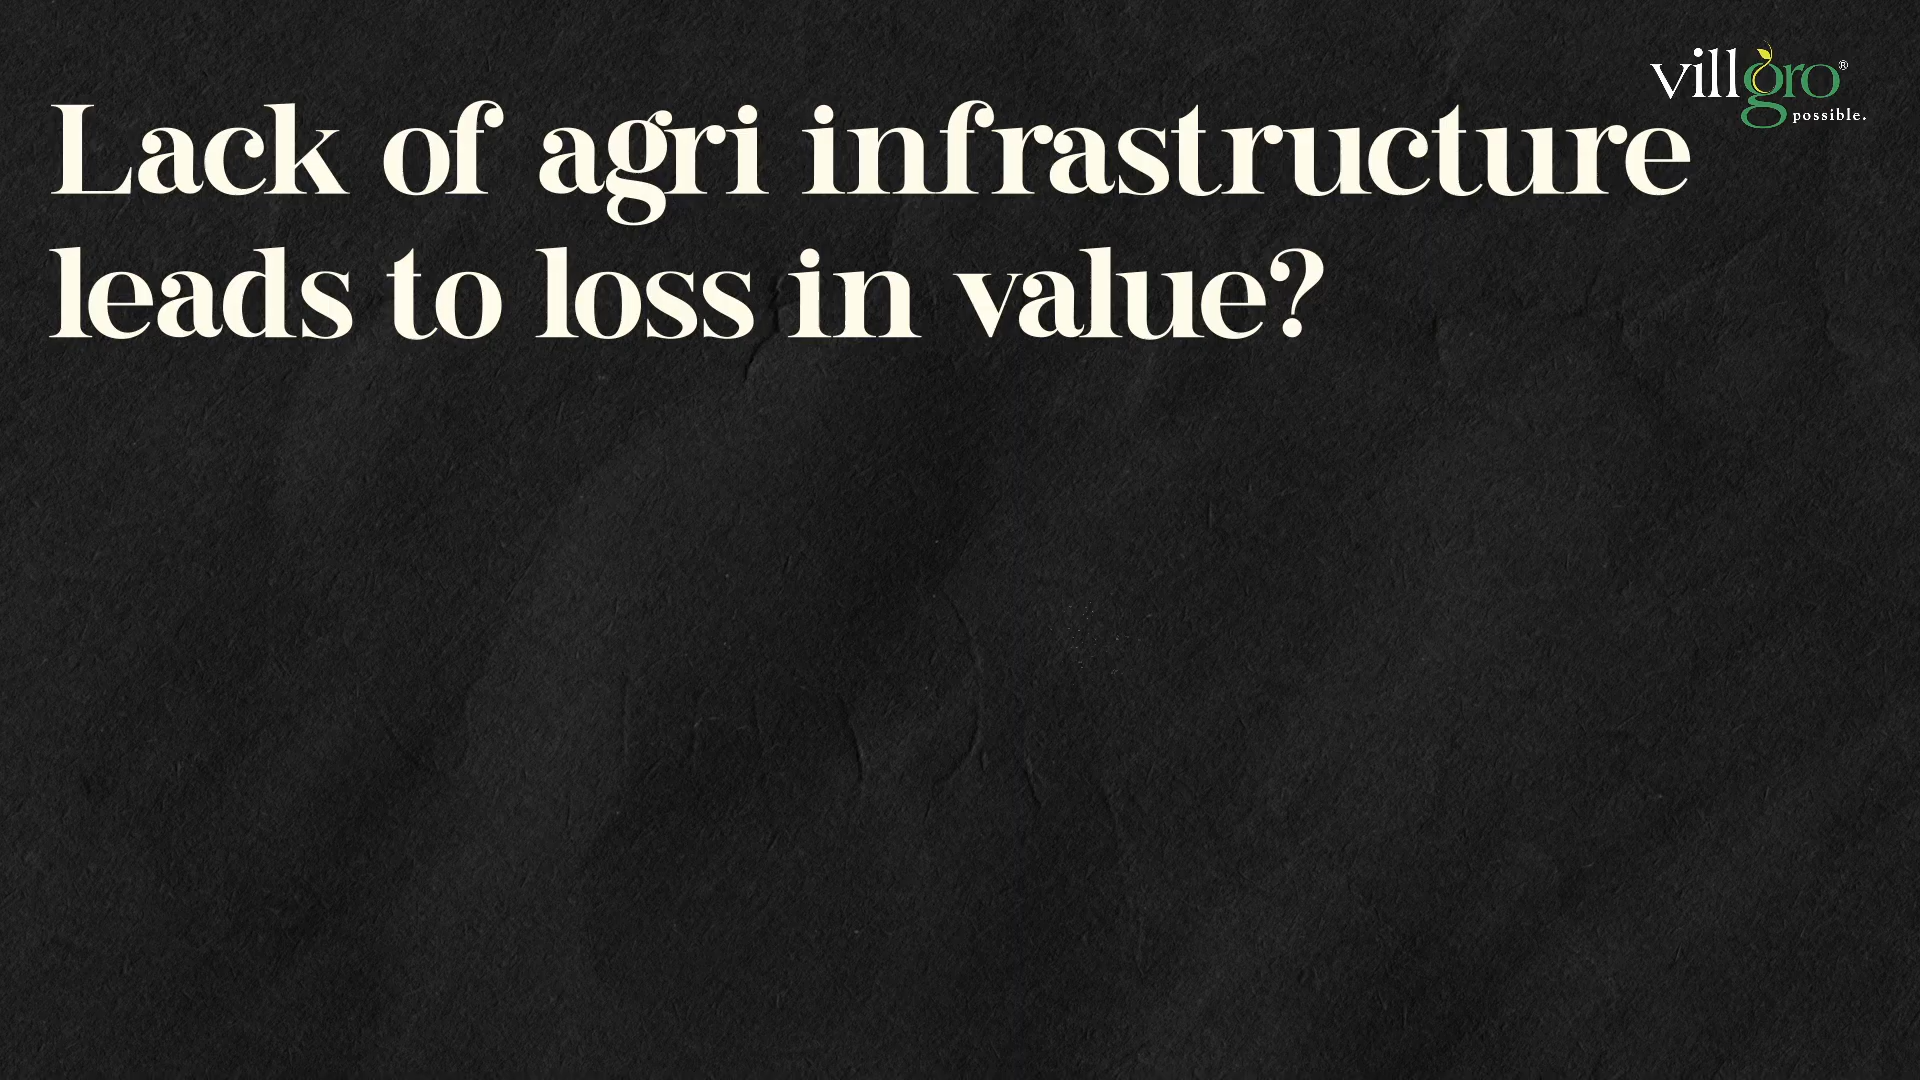 villgro®
possible.
Lack of agri infrastructure
leads to loss in value?